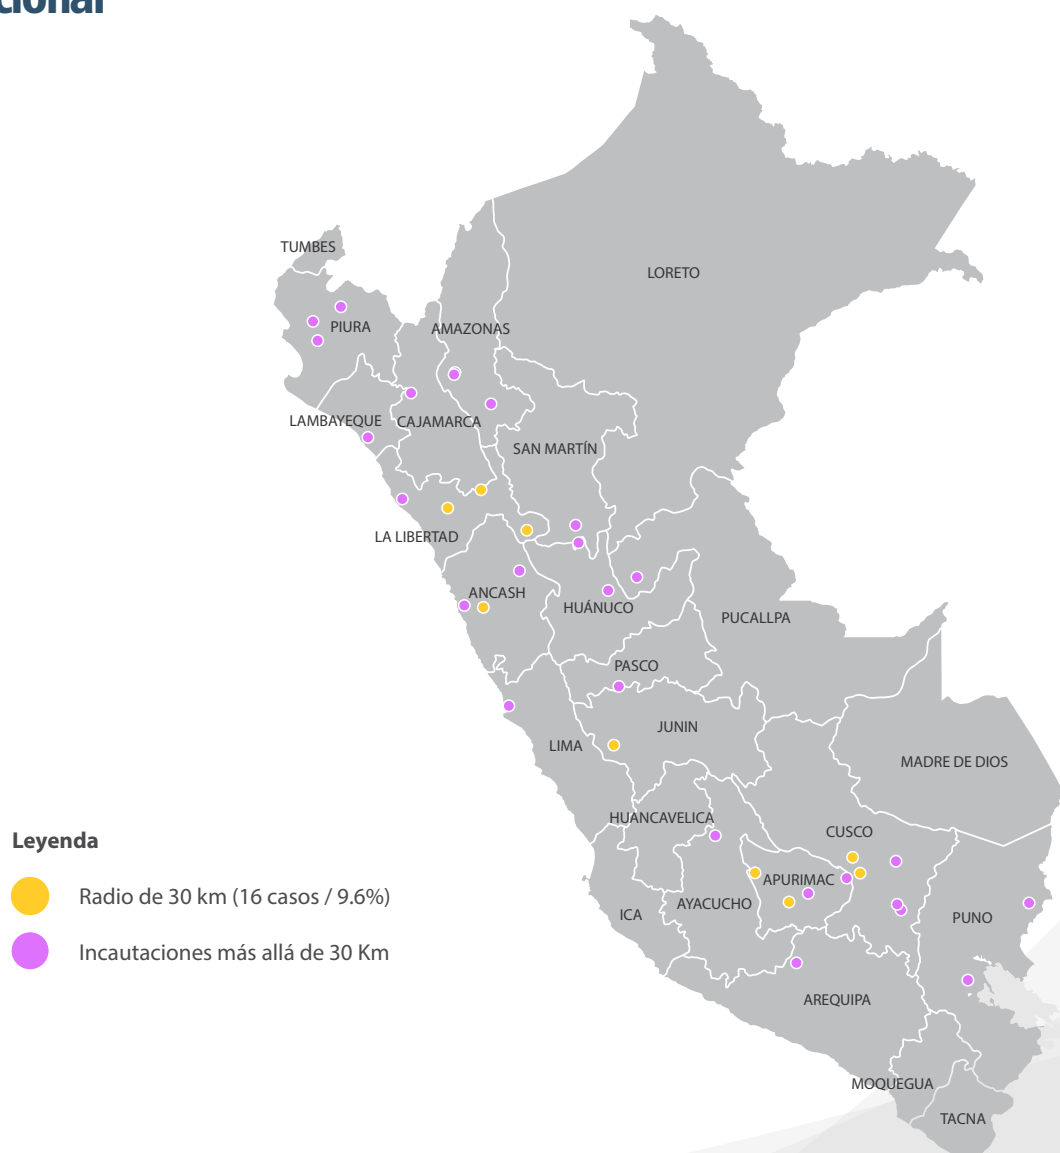 cional
TUMBES
LORETO
PIURA
AMAZONAS
LAMBAYEQUE
CAJAMARCA
SAN MARTÍN
LA LIBERTAD
ANCASH
HUÁNUCO
PUCALLPA
PASCO
JUNIN
LIMA
MADRE DE DIOS
HUANCAVELICA
CUSCO
Leyenda
APURIMAC
Radio de 30 km (16 casos / 9.6%)
AYACUCHO
ICA
PUNO
Incautaciones más allá de 30 Km
AREQUIPA
MOQUEGUA
TACNA